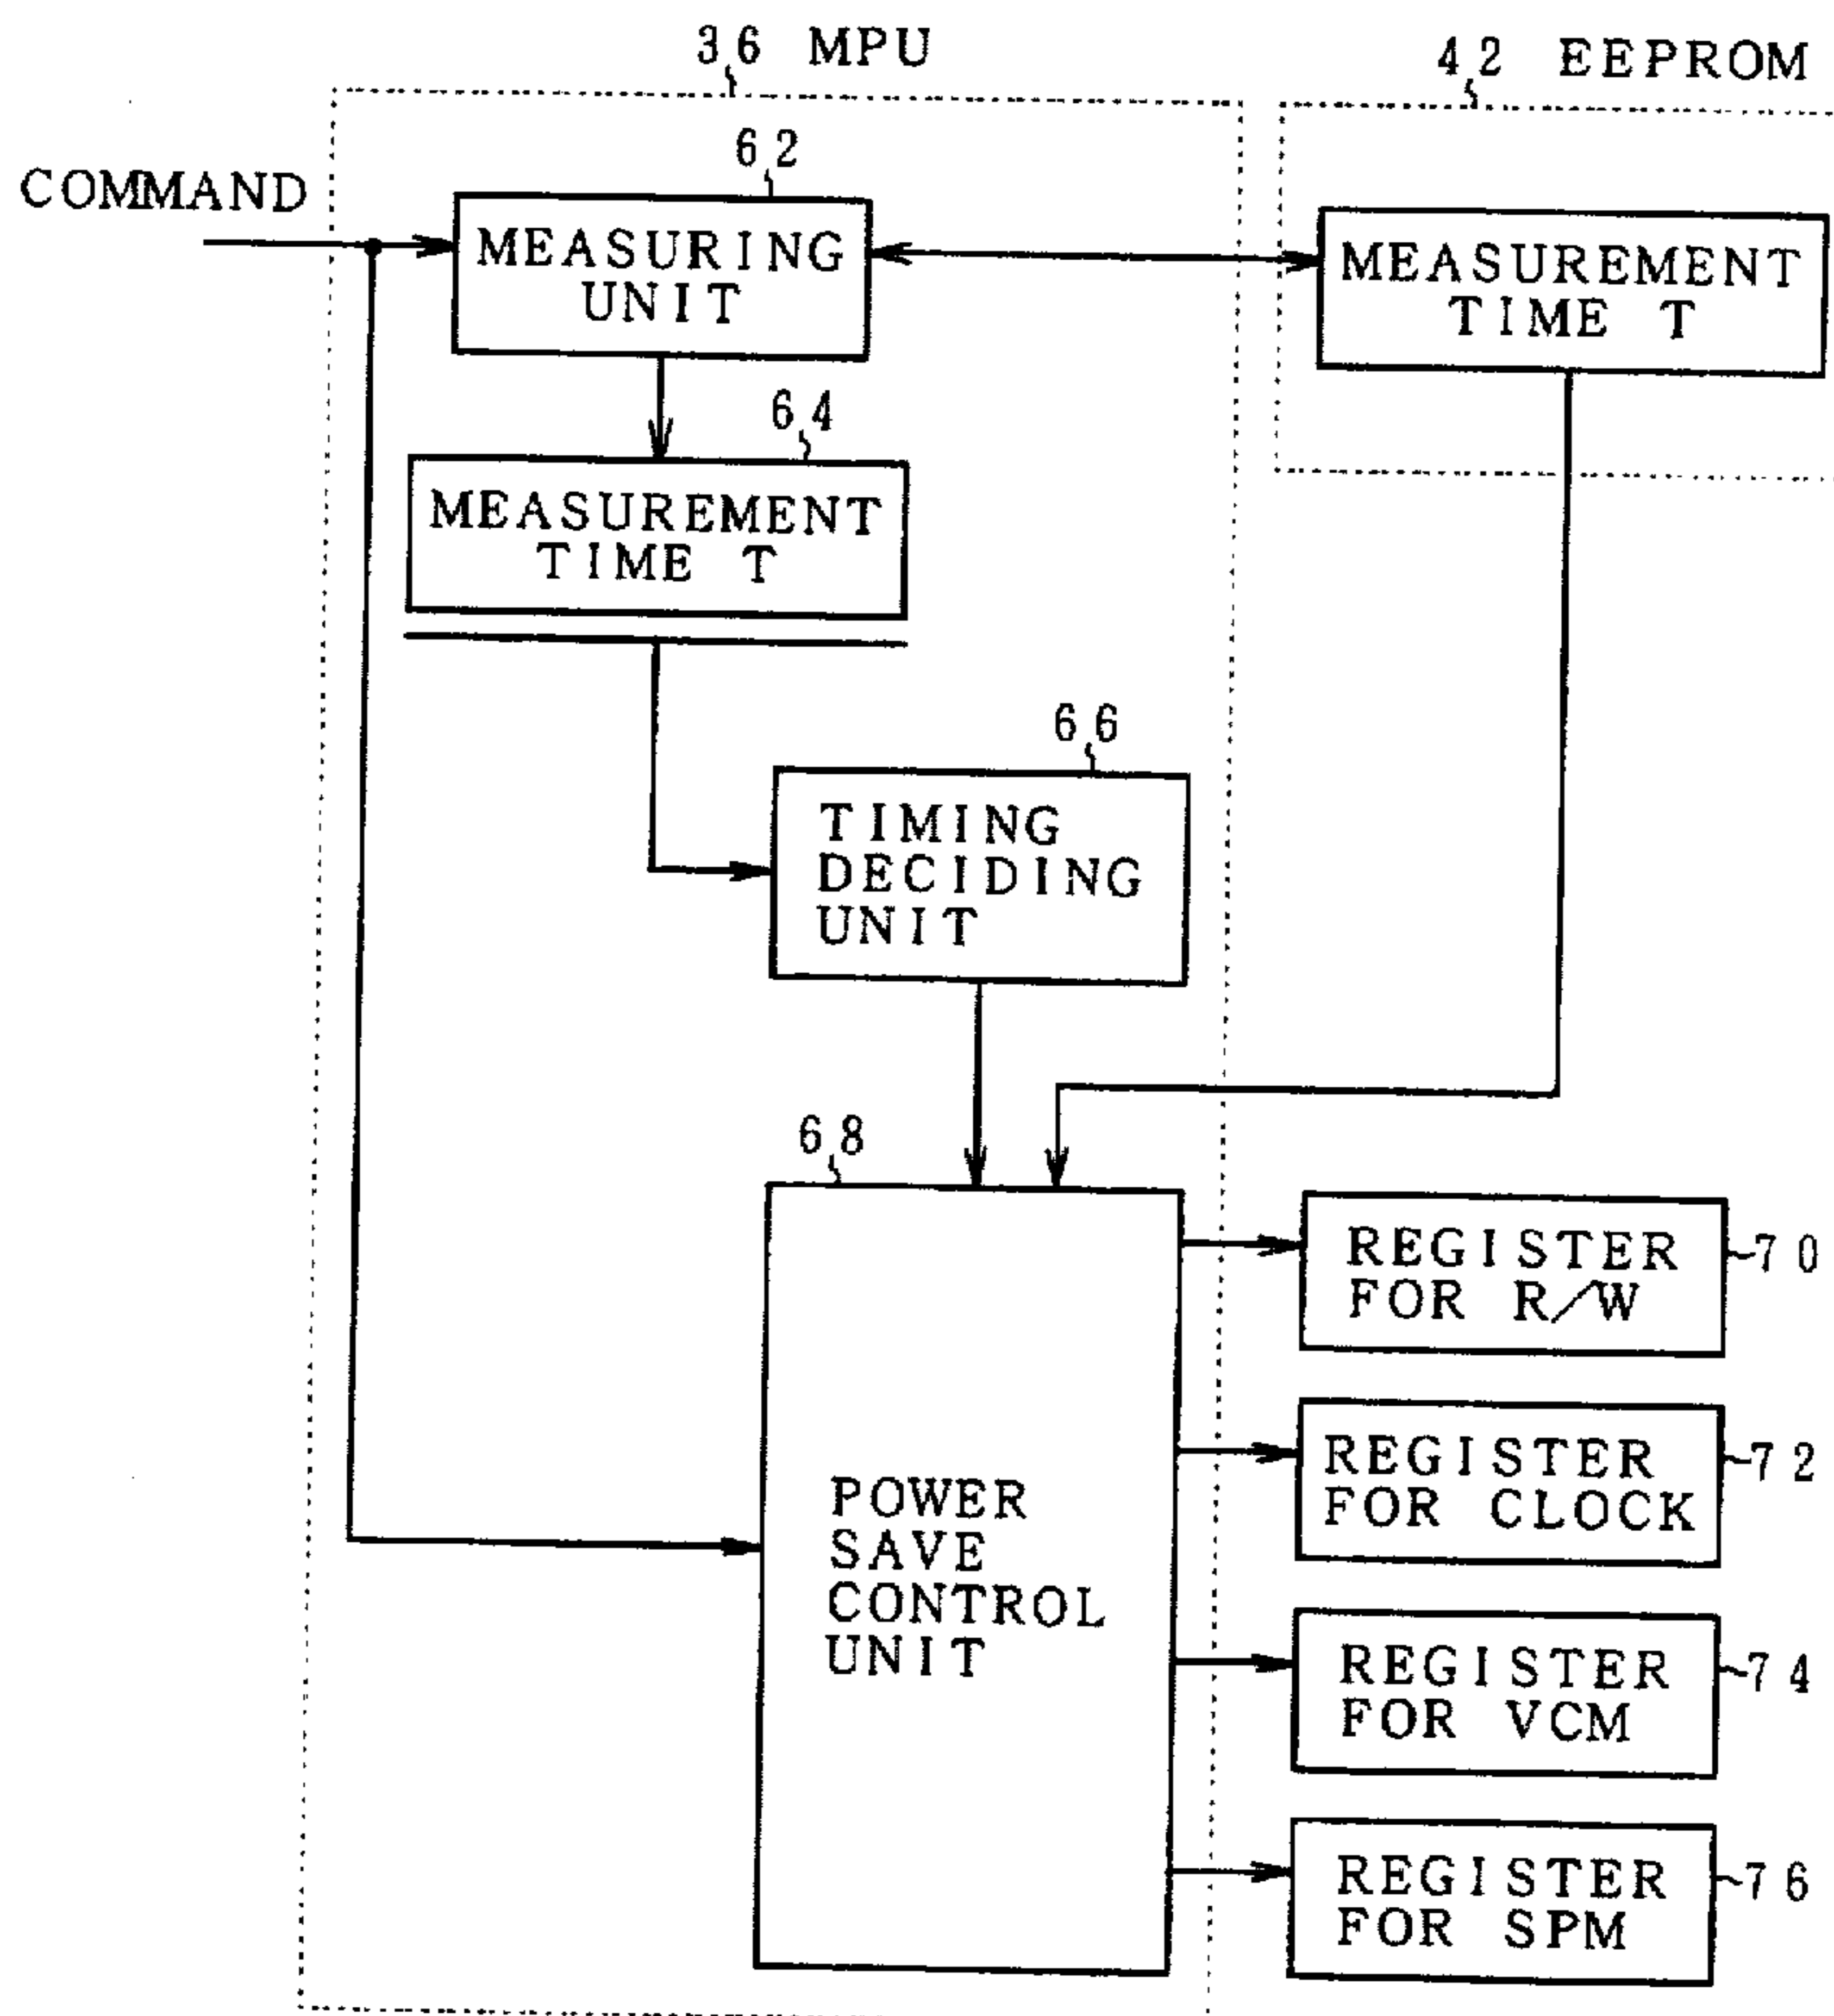 36 MPU
42 EEPROM
COMMAND
62
MEASURING
UNIT
MEASUREMENT
TIME T
64
MEASUREMENT
TIME T
66
TIMING
DECIDING
UNIT
68
POWER
SAVE
CONTROL
UNIT
REGISTER
FOR R/W
70
REGISTER
FOR CLOCK
72
REGISTER
FOR VCM
74
REGISTER
FOR SPM
76